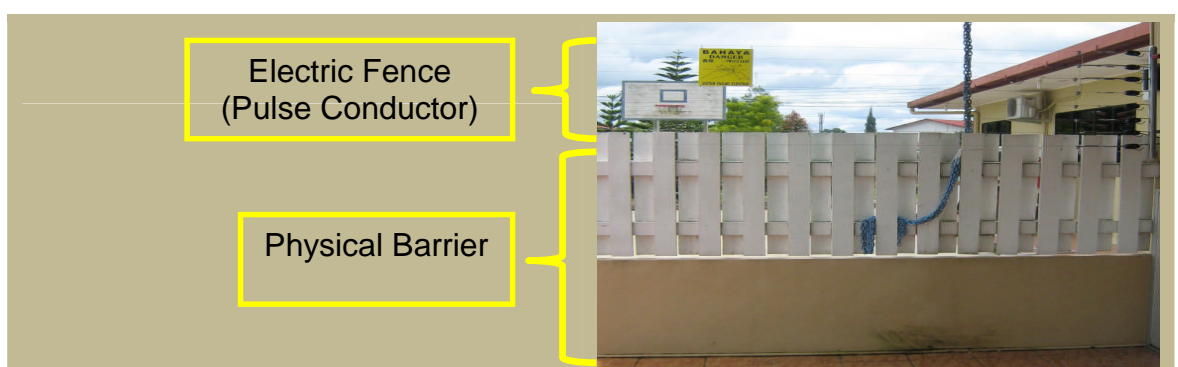 Electric Fence
(Pulse Conductor)
BAHAYA
DANGER
Physical Barrier